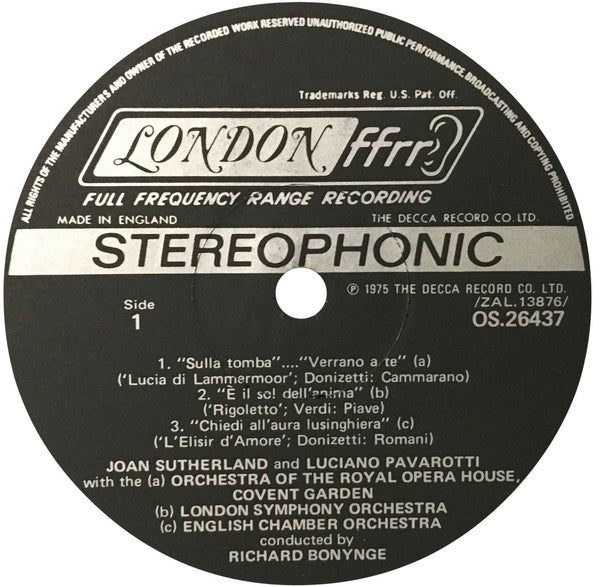 ALL RIGHTS OF THE MANUFACTURERS AND OWNER OF THE RECORDED WORK RESERVED UNAUTHORIZED PUBLIC PERFORMANCE, BROADCASTING AND COPYING PROHIBITED
Trademarks Reg. U.S. Pat. Off.
LONDON ffrr
FULL FREQUENCY RANGE RECORDING
MADE IN ENGLAND THE DECCA RECORD CO. LTD.
STEREOPHONIC
℗ 1975 THE DECCA RECORD CO. LTD.
Side /ZAL.13876/
1 OS.26437
1. "Sulla tomba"...."Verrano a te" (a)
('Lucia di Lammermoor'; Donizetti: Cammarano)
2. "È il sol dell'anima" (b)
('Rigoletto'; Verdi: Piave)
3. "Chiedi all'aura lusinghiera" (c)
('L'Elisir d'Amore'; Donizetti: Romani)
JOAN SUTHERLAND and LUCIANO PAVAROTTI
with the (a) ORCHESTRA OF THE ROYAL OPERA HOUSE,
COVENT GARDEN
(b) LONDON SYMPHONY ORCHESTRA
(c) ENGLISH CHAMBER ORCHESTRA
conducted by
RICHARD BONYNGE